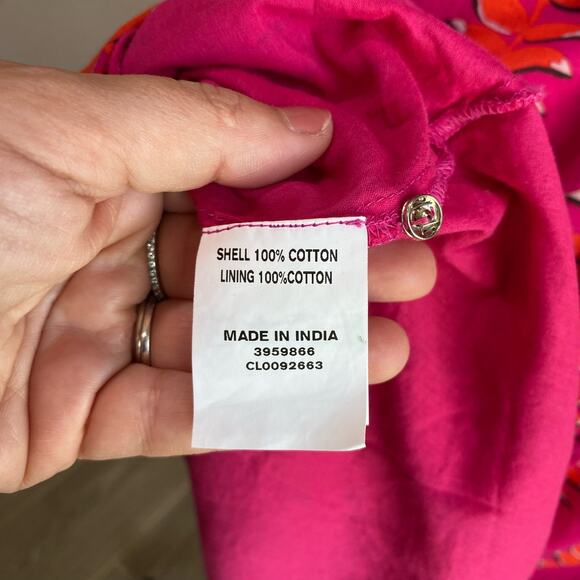 SHELL 100% COTTON
LINING 100%COTTON
MADE IN INDIA
3959866
CL0092663